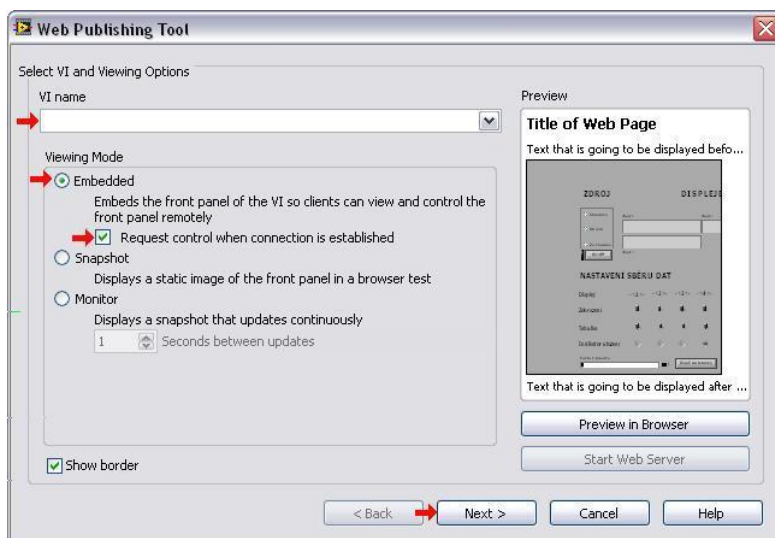 Web Publishing Tool
Select VI and Viewing Options
VI name
Viewing Mode
Embedded
Embeds the front panel of the VI so clients can view and control the
front panel remotely
Request control when connection is established
Snapshot
Displays a static image of the front panel in a browser test
Monitor
Displays a snapshot that updates continuously
1 Seconds between updates
Show border
Preview
Title of Web Page
Text that is going to be displayed befo...
ZDROJ DISPLEJ
NASTAVENÍ SBĚRU DAT
Text that is going to be displayed after ...
Preview in Browser
Start Web Server
< Back Next > Cancel Help